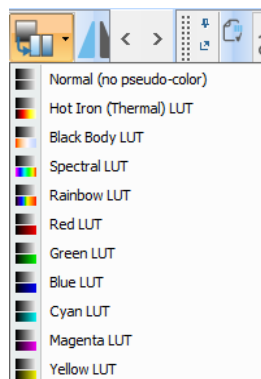 Normal (no pseudo-color)
Hot Iron (Thermal) LUT
Black Body LUT
Spectral LUT
Rainbow LUT
Red LUT
Green LUT
Blue LUT
Cyan LUT
Magenta LUT
Yellow LUT